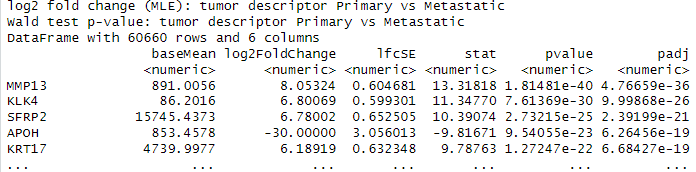 log2 fold change (MLE): tumor descriptor Primary vs Metastatic
Wald test p-value: tumor descriptor Primary vs Metastatic
DataFrame with 60660 rows and 6 columns
baseMean log2FoldChange lfcSE stat pvalue padj
<numeric> <numeric> <numeric> <numeric> <numeric> <numeric>
MMP13 891.0056 8.05324 0.604681 13.31818 1.81481e-40 4.76659e-36
KLK4 86.2016 6.80069 0.599301 11.34770 7.61369e-30 9.99868e-26
SFRP2 15745.4373 6.78002 0.652505 10.39074 2.73215e-25 2.39199e-21
APOH 853.4578 -30.00000 3.056013 -9.81671 9.54055e-23 6.26456e-19
KRT17 4739.9977 6.18919 0.632348 9.78763 1.27247e-22 6.68427e-19
... ... ... ... ... ... ...